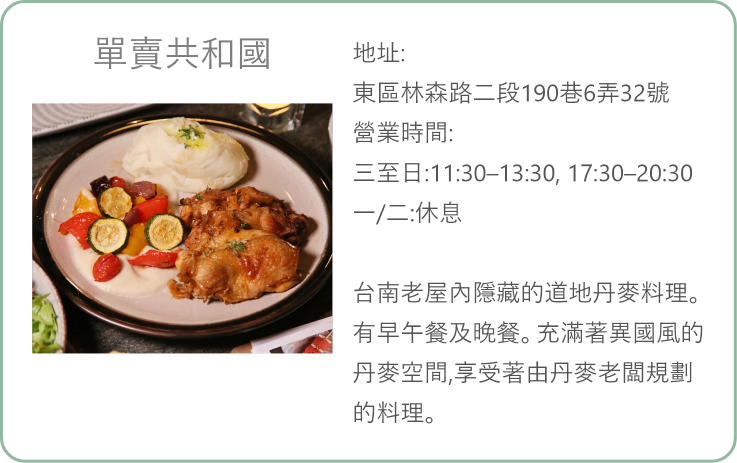 單賣共和國
地址:
東區林森路二段190巷6弄32號
營業時間:
三至日:11:30–13:30, 17:30–20:30
一/二:休息
台南老屋內隱藏的道地丹麥料理。
有早午餐及晚餐。充滿著異國風的
丹麥空間,享受著由丹麥老闆規劃
的料理。